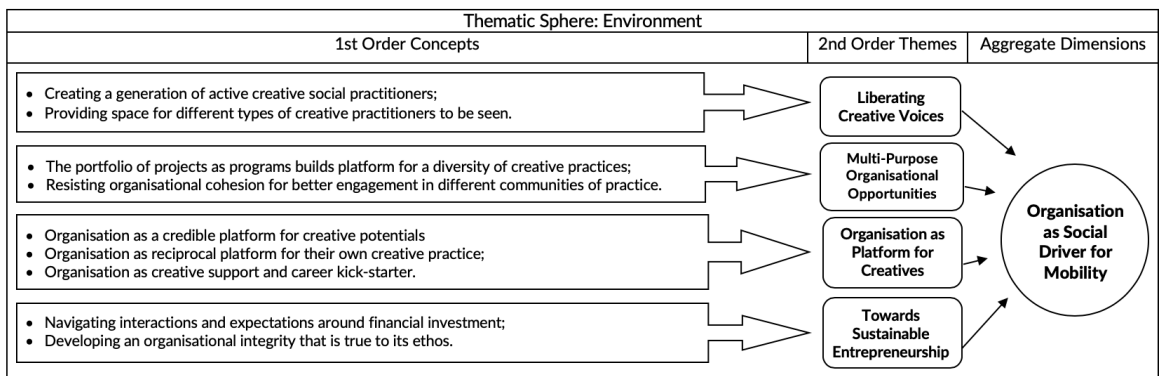 Thematic Sphere: Environment
1st Order Concepts
2nd Order Themes
Aggregate Dimensions
• Creating a generation of active creative social practitioners;
• Providing space for different types of creative practitioners to be seen.
Liberating
Creative Voices
• The portfolio of projects as programs builds platform for a diversity of creative practices;
• Resisting organisational cohesion for better engagement in different communities of practice.
Multi-Purpose
Organisational
Opportunities
• Organisation as a credible platform for creative potentials
• Organisation as reciprocal platform for their own creative practice;
• Organisation as creative support and career kick-starter.
Organisation as
Platform for
Creatives
• Navigating interactions and expectations around financial investment;
• Developing an organisational integrity that is true to its ethos.
Towards
Sustainable
Entrepreneurship
Organisation
as Social
Driver for
Mobility